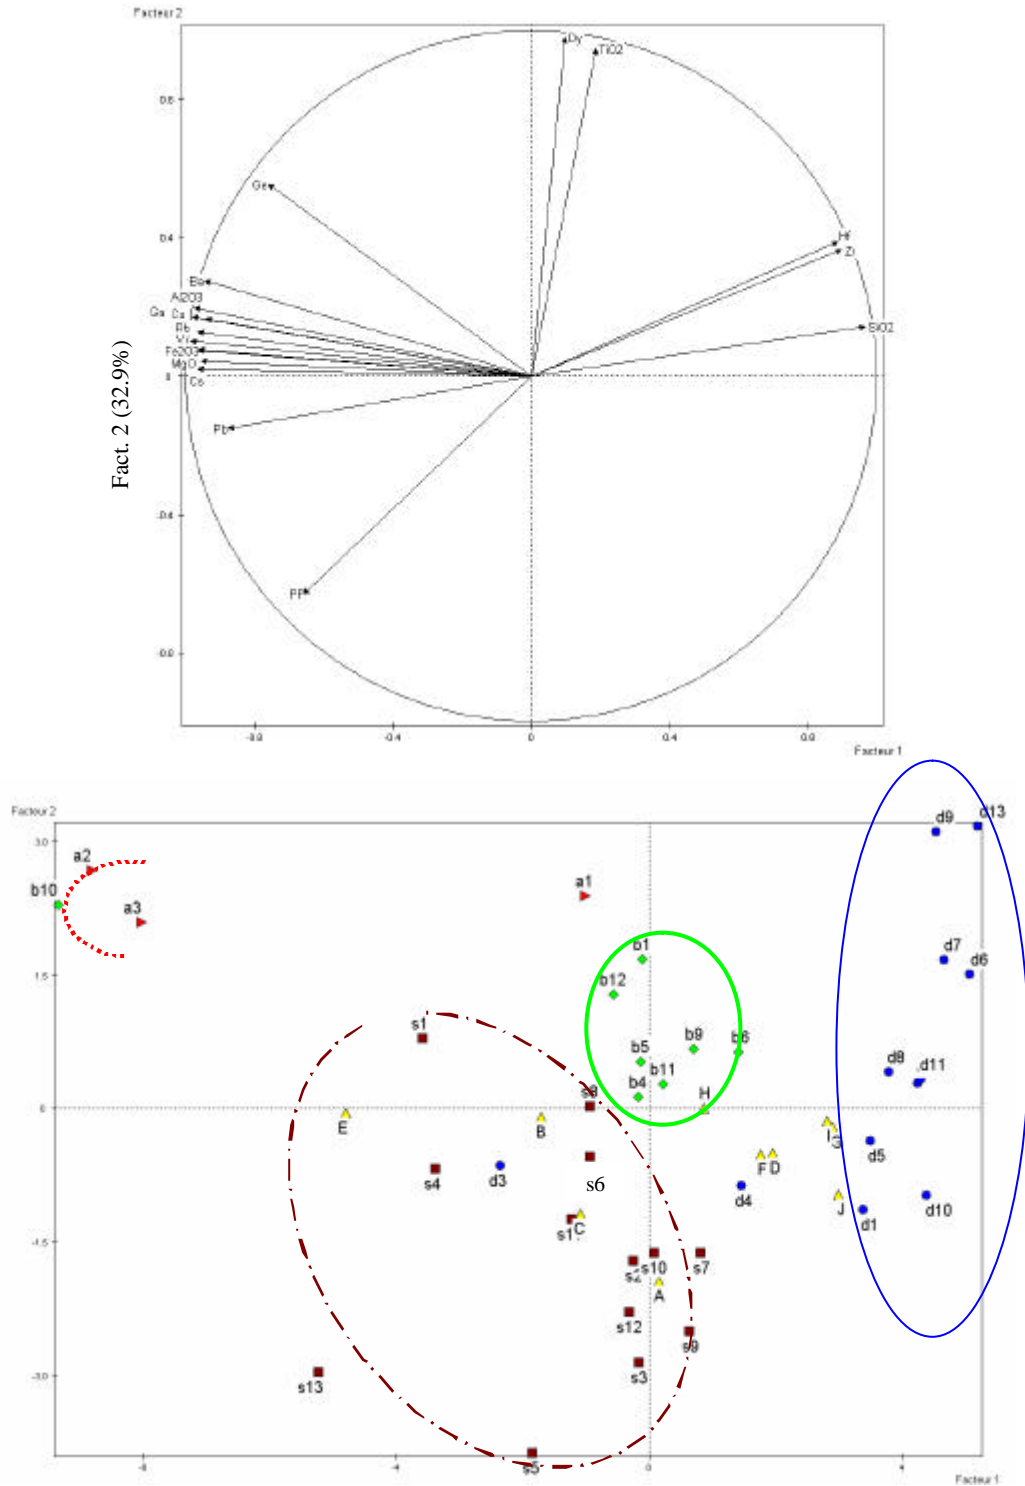 Facteur 2
Dy
TiO2
0.8
Ge
0.4
Hf
Zr
Ba
Al2O3
SiO2
Ga
Rb
Fe2O3
MgO
0
Cs
Pb
Fact. 2 (32.9%)
-0.4
PF
-0.8
-0.8 -0.4 0 0.4 0.8
Facteur 1
Facteur 2
d9 d13
3.0
a2
b10
a3
a1
b1
d7 d6
1.5
b12
b9 b6
b5
d8 d11
b11
b4
s1
s8
H
0
E
B
I
d5
s4
d3
s6
F D
d4
J
d1
d10
C
-1.5
s10 s7
s2
A
s12
s9
s3
-3.0
s13
s5
-4 0 4
Facteur 1